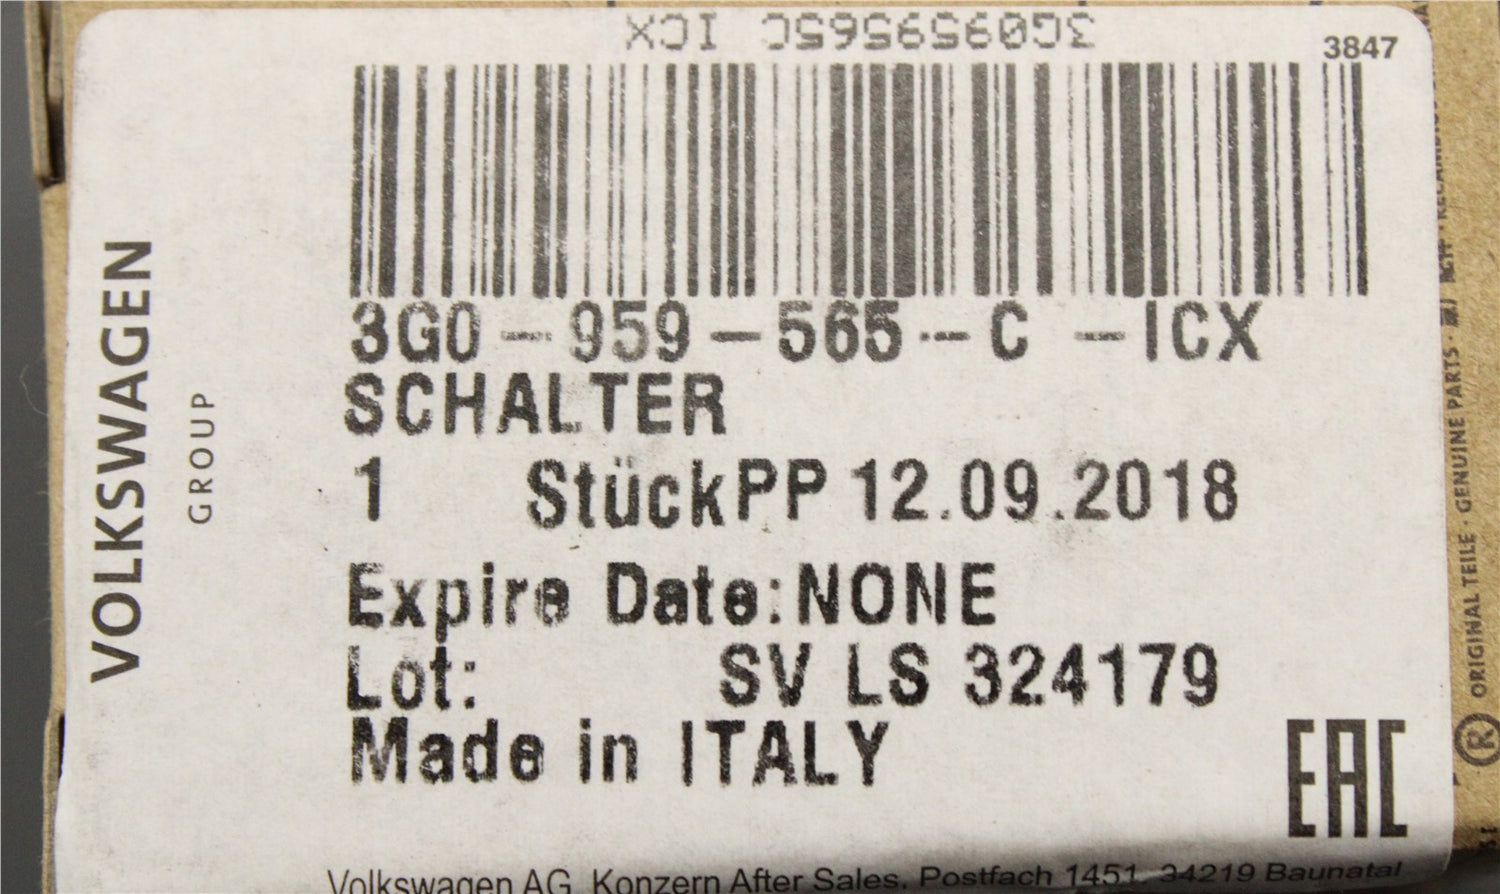 3G0959565C ICX
3847
3G0-959-565-C -ICX
SCHALTER
1 StückPP 12.09.2018
Expire Date:NONE
Lot: SV LS 324179
Made in ITALY
EAC
Volkswagen AG, Konzern After Sales, Postfach 1451, 34219 Baunatal
VOLKSWAGEN
GROUP
® ORIGINAL TEILE · GENUINE PARTS ·